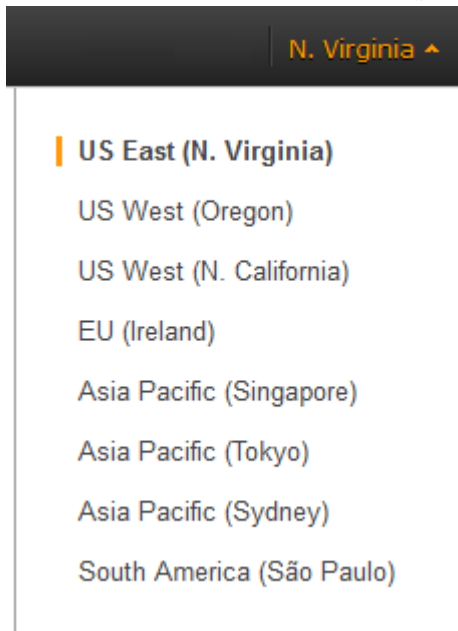 N. Virginia
US East (N. Virginia)
US West (Oregon)
US West (N. California)
EU (Ireland)
Asia Pacific (Singapore)
Asia Pacific (Tokyo)
Asia Pacific (Sydney)
South America (São Paulo)